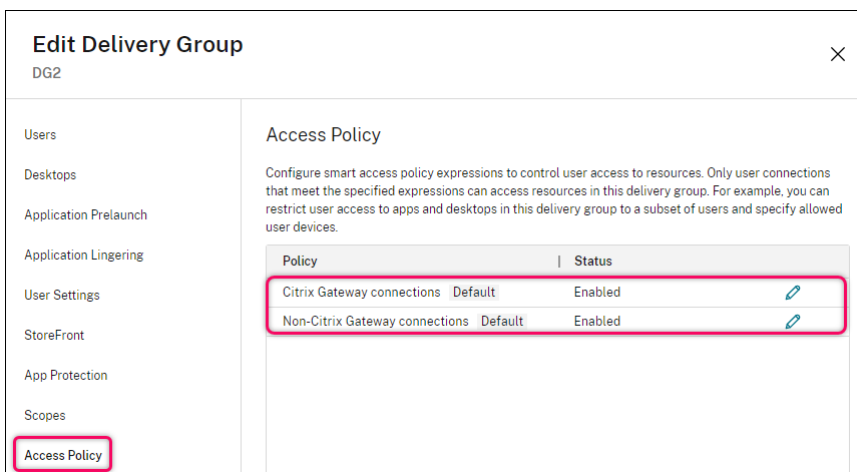 Edit Delivery Group
DG2
Users
Desktops
Application Prelaunch
Application Lingering
User Settings
StoreFront
App Protection
Scopes
Access Policy
Access Policy
Configure smart access policy expressions to control user access to resources. Only user connections
that meet the specified expressions can access resources in this delivery group. For example, you can
restrict user access to apps and desktops in this delivery group to a subset of users and specify allowed
user devices.
Policy | Status
Citrix Gateway connections Default Enabled
Non-Citrix Gateway connections Default Enabled